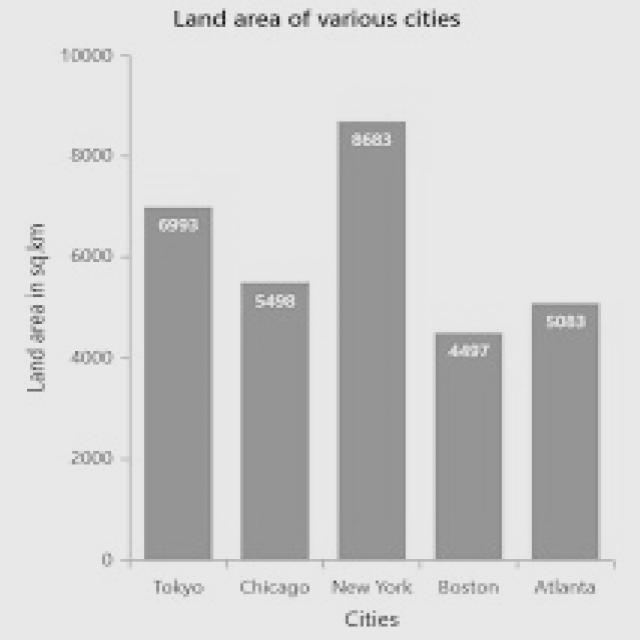 Land area of various cities
10000
8000
6000
4000
2000
0
Land area in sq.km
6993
5498
8683
4497
5083
Tokyo Chicago New York Boston Atlanta
Cities